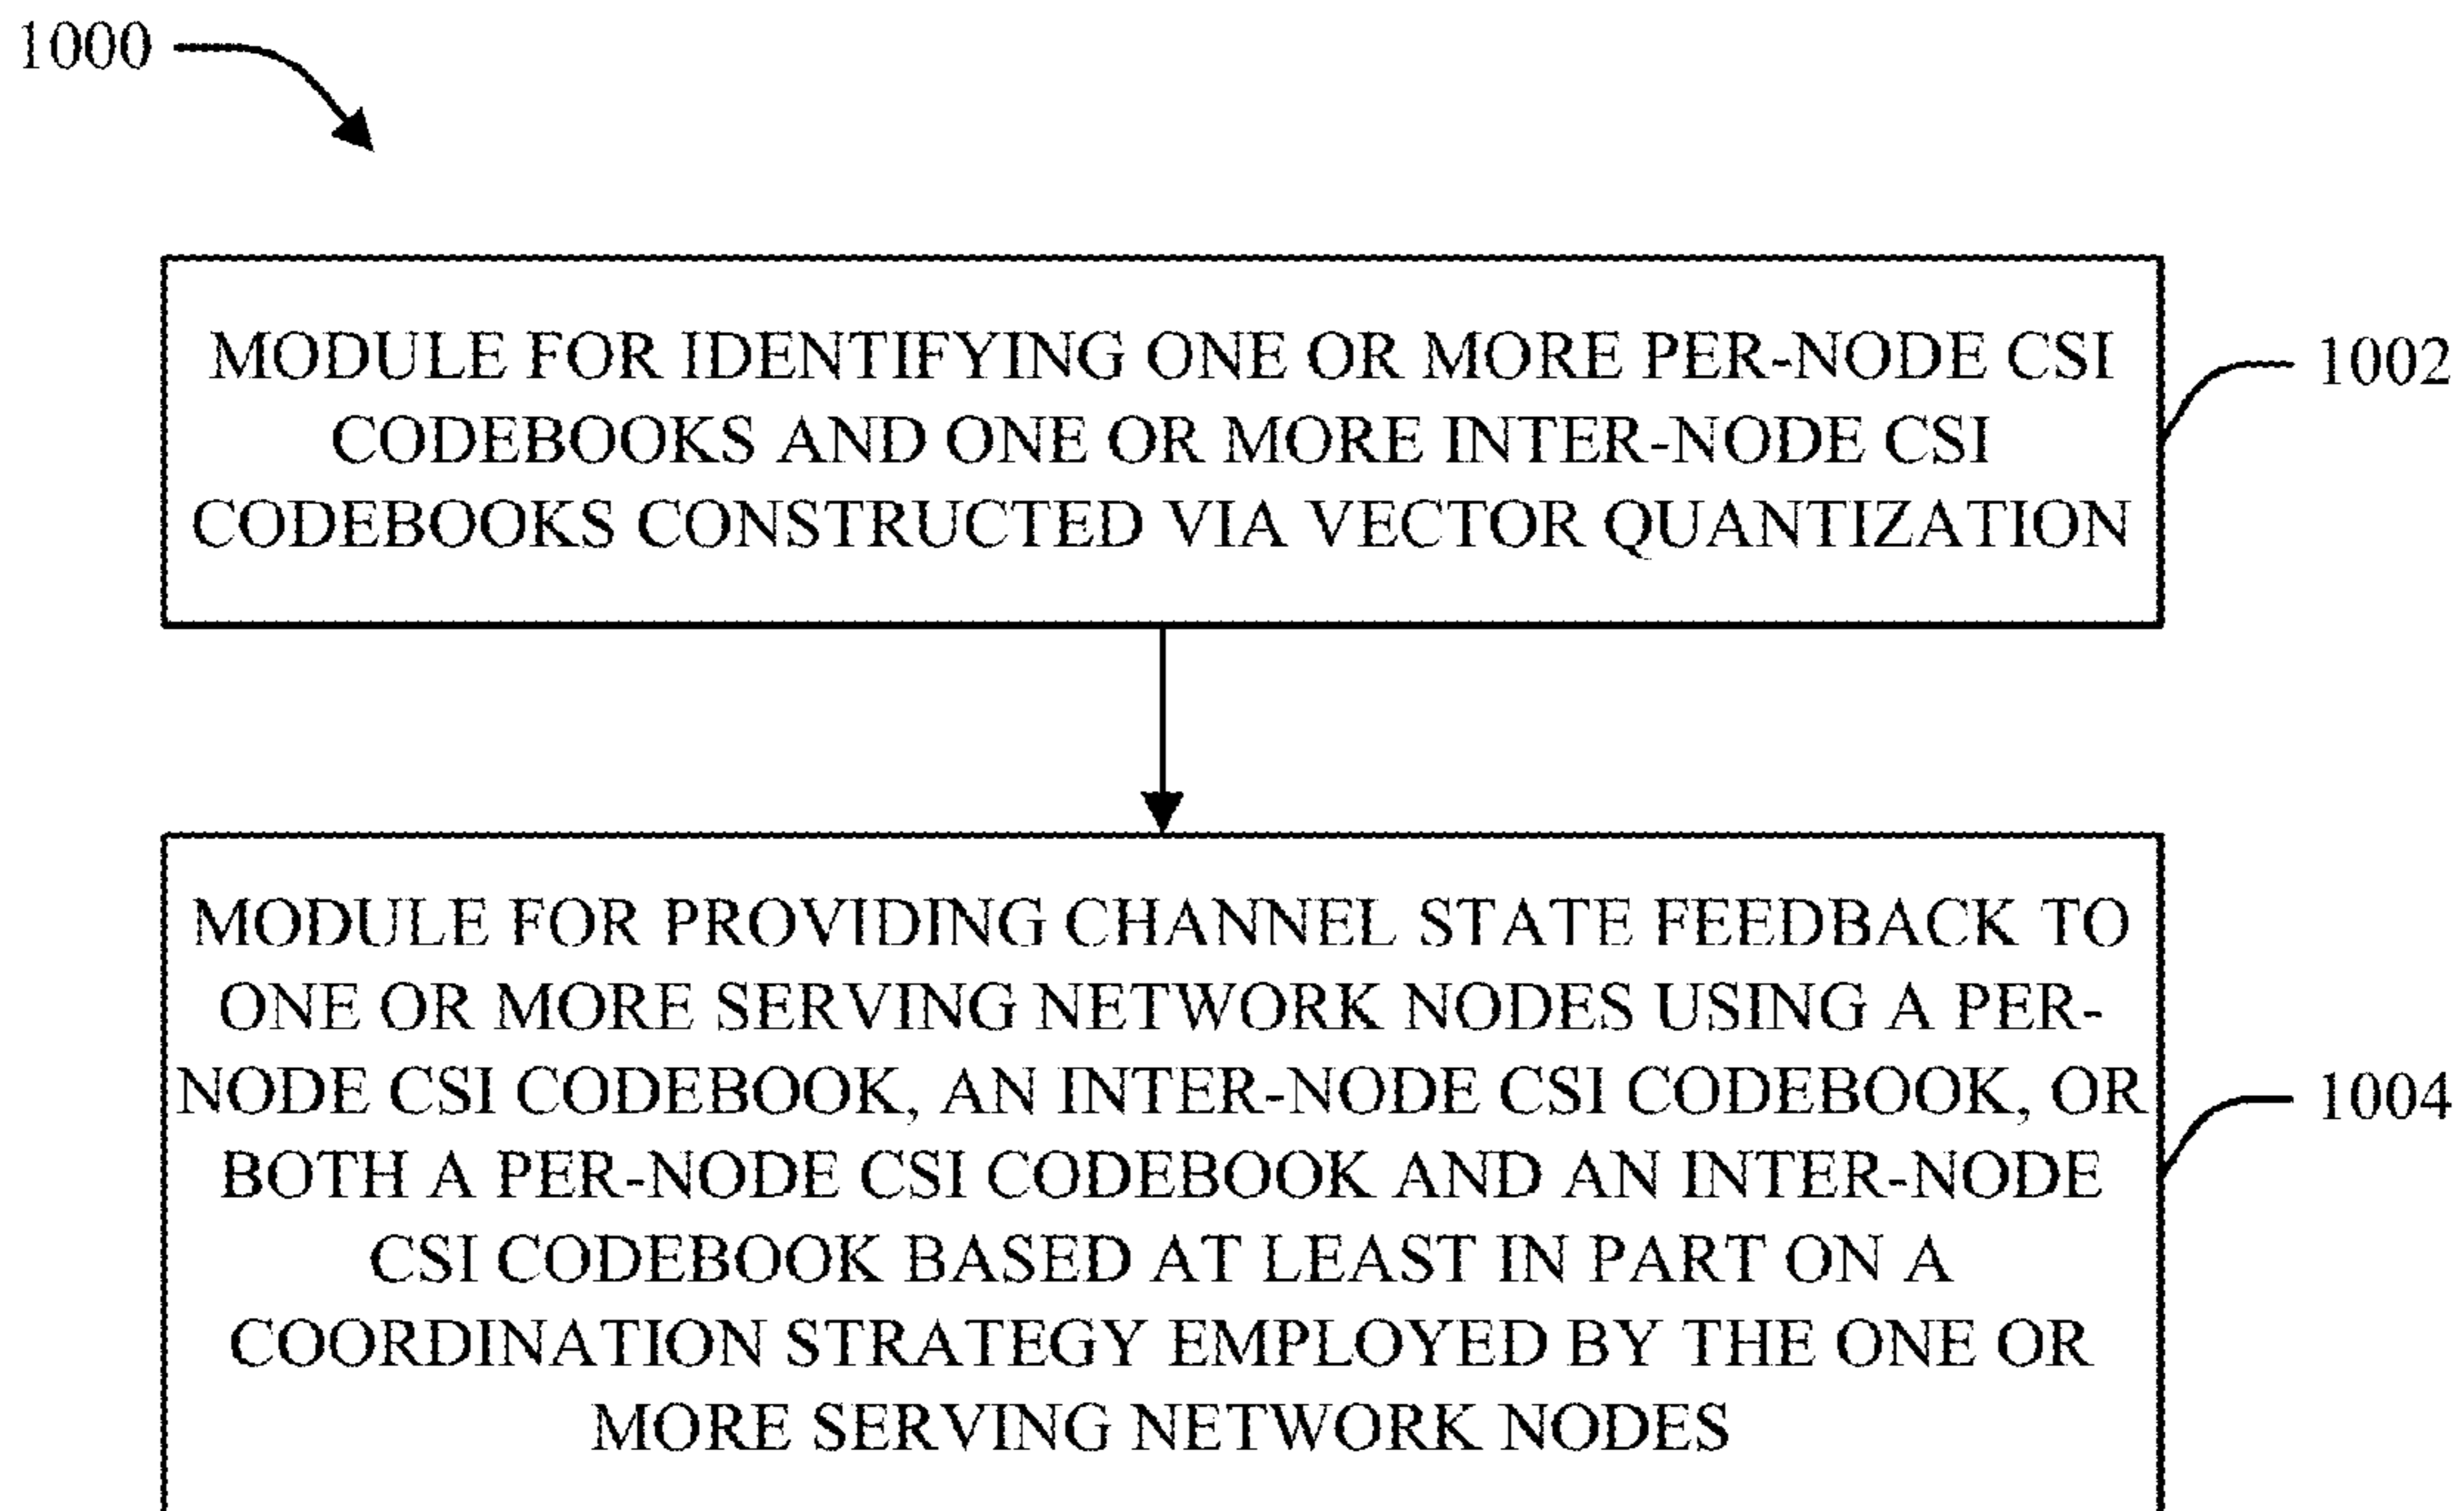 1000
MODULE FOR IDENTIFYING ONE OR MORE PER-NODE CSI
CODEBOOKS AND ONE OR MORE INTER-NODE CSI
CODEBOOKS CONSTRUCTED VIA VECTOR QUANTIZATION
1002
MODULE FOR PROVIDING CHANNEL STATE FEEDBACK TO
ONE OR MORE SERVING NETWORK NODES USING A PER-
NODE CSI CODEBOOK, AN INTER-NODE CSI CODEBOOK, OR
BOTH A PER-NODE CSI CODEBOOK AND AN INTER-NODE
CSI CODEBOOK BASED AT LEAST IN PART ON A
COORDINATION STRATEGY EMPLOYED BY THE ONE OR
MORE SERVING NETWORK NODES
1004